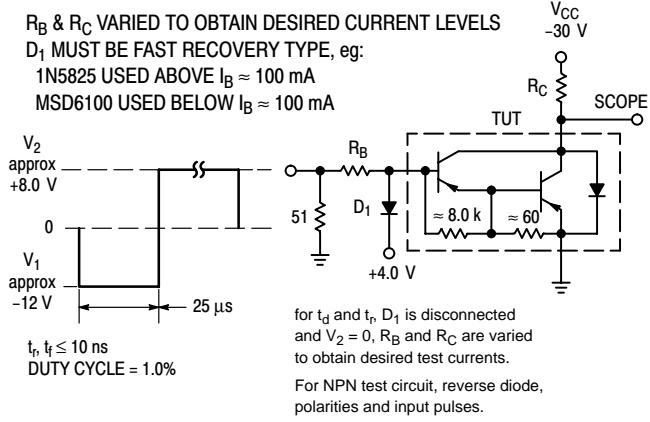 R_B & R_C VARIED TO OBTAIN DESIRED CURRENT LEVELS
D_1 MUST BE FAST RECOVERY TYPE, eg:
1N5825 USED ABOVE I_B ≈ 100 mA
MSD6100 USED BELOW I_B ≈ 100 mA
V_CC
−30 V
R_C
SCOPE
TUT
V_2
approx
+8.0 V
0
V_1
approx
−12 V
25 µs
t_r, t_f ≤ 10 ns
DUTY CYCLE = 1.0%
R_B
51
D_1
+4.0 V
≈ 8.0 k
≈ 60
for t_d and t_r, D_1 is disconnected
and V_2 = 0, R_B and R_C are varied
to obtain desired test currents.
For NPN test circuit, reverse diode,
polarities and input pulses.